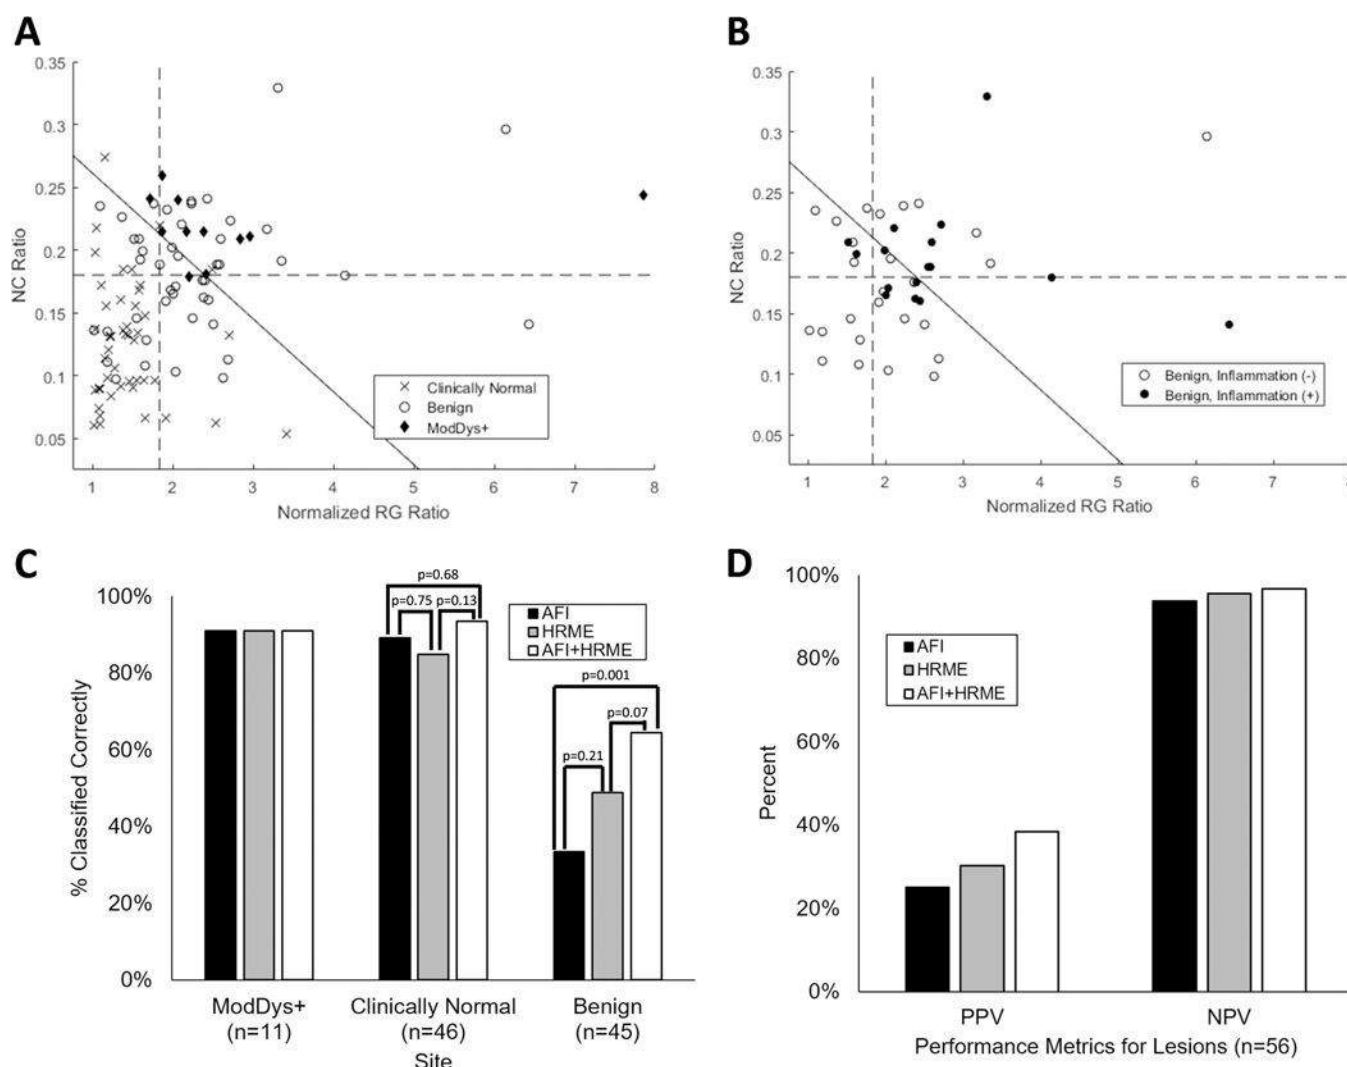 A
0.35
0.3
0.25
0.2
0.15
0.1
0.05
NC Ratio
1 2 3 4 5 6 7 8
Normalized RG Ratio
Clinically Normal
Benign
ModDys+
B
0.35
0.3
0.25
0.2
0.15
0.1
0.05
NC Ratio
1 2 3 4 5 6 7
Normalized RG Ratio
Benign, Inflammation (-)
Benign, Inflammation (+)
C
100%
80%
60%
40%
20%
0%
% Classified Correctly
p=0.68
p=0.75 p=0.13
AFI
HRME
AFI+HRME
p=0.001
p=0.07
p=0.21
ModDys+ Clinically Normal Benign
(n=11) (n=46) (n=45)
Site
D
100%
80%
60%
40%
20%
0%
Percent
AFI
HRME
AFI+HRME
PPV NPV
Performance Metrics for Lesions (n=56)